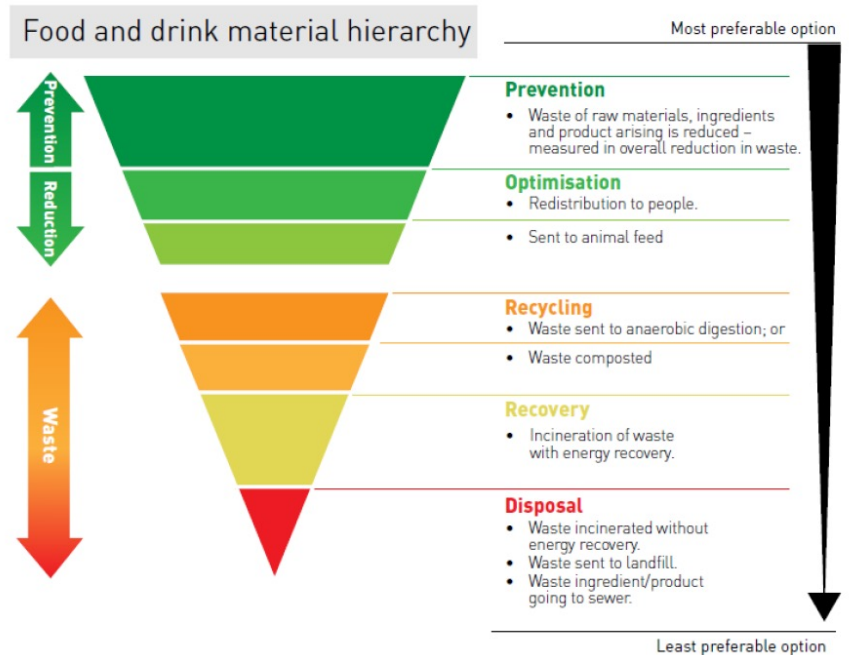 Food and drink material hierarchy
Most preferable option
Prevention
Reduction
Waste
Prevention
• Waste of raw materials, ingredients
and product arising is reduced –
measured in overall reduction in waste.
Optimisation
• Redistribution to people.
• Sent to animal feed
Recycling
• Waste sent to anaerobic digestion; or
• Waste composted
Recovery
• Incineration of waste
with energy recovery.
Disposal
• Waste incinerated without
energy recovery.
• Waste sent to landfill.
• Waste ingredient/product
going to sewer.
Least preferable option